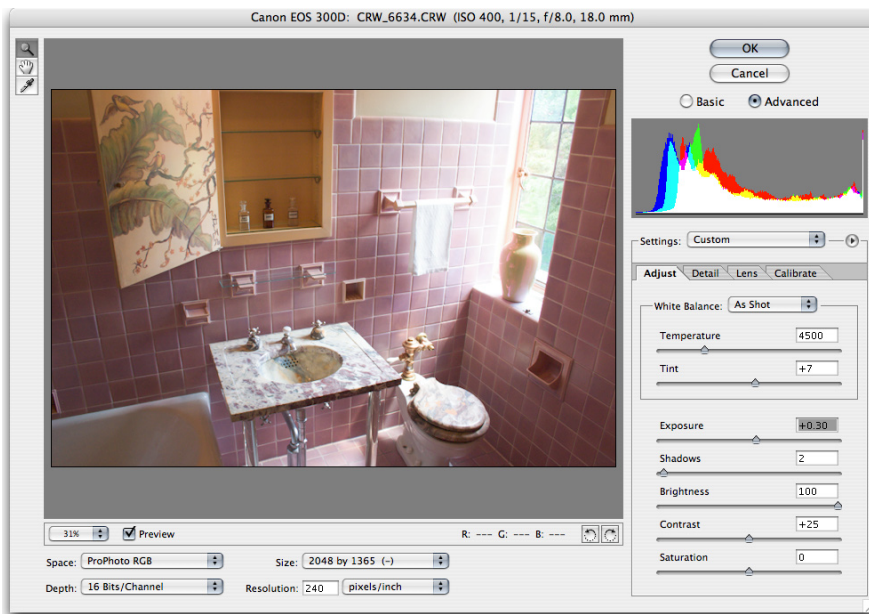 Canon EOS 300D: CRW_6634.CRW (ISO 400, 1/15, f/8.0, 18.0 mm)
OK
Cancel
Basic Advanced
Settings: Custom
Adjust Detail Lens Calibrate
White Balance: As Shot
Temperature 4500
Tint +7
Exposure +0.30
Shadows 2
Brightness 100
Contrast +25
Saturation 0
31% Preview R: --- G: --- B: ---
Space: ProPhoto RGB Size: 2048 by 1365 (-)
Depth: 16 Bits/Channel Resolution: 240 pixels/inch